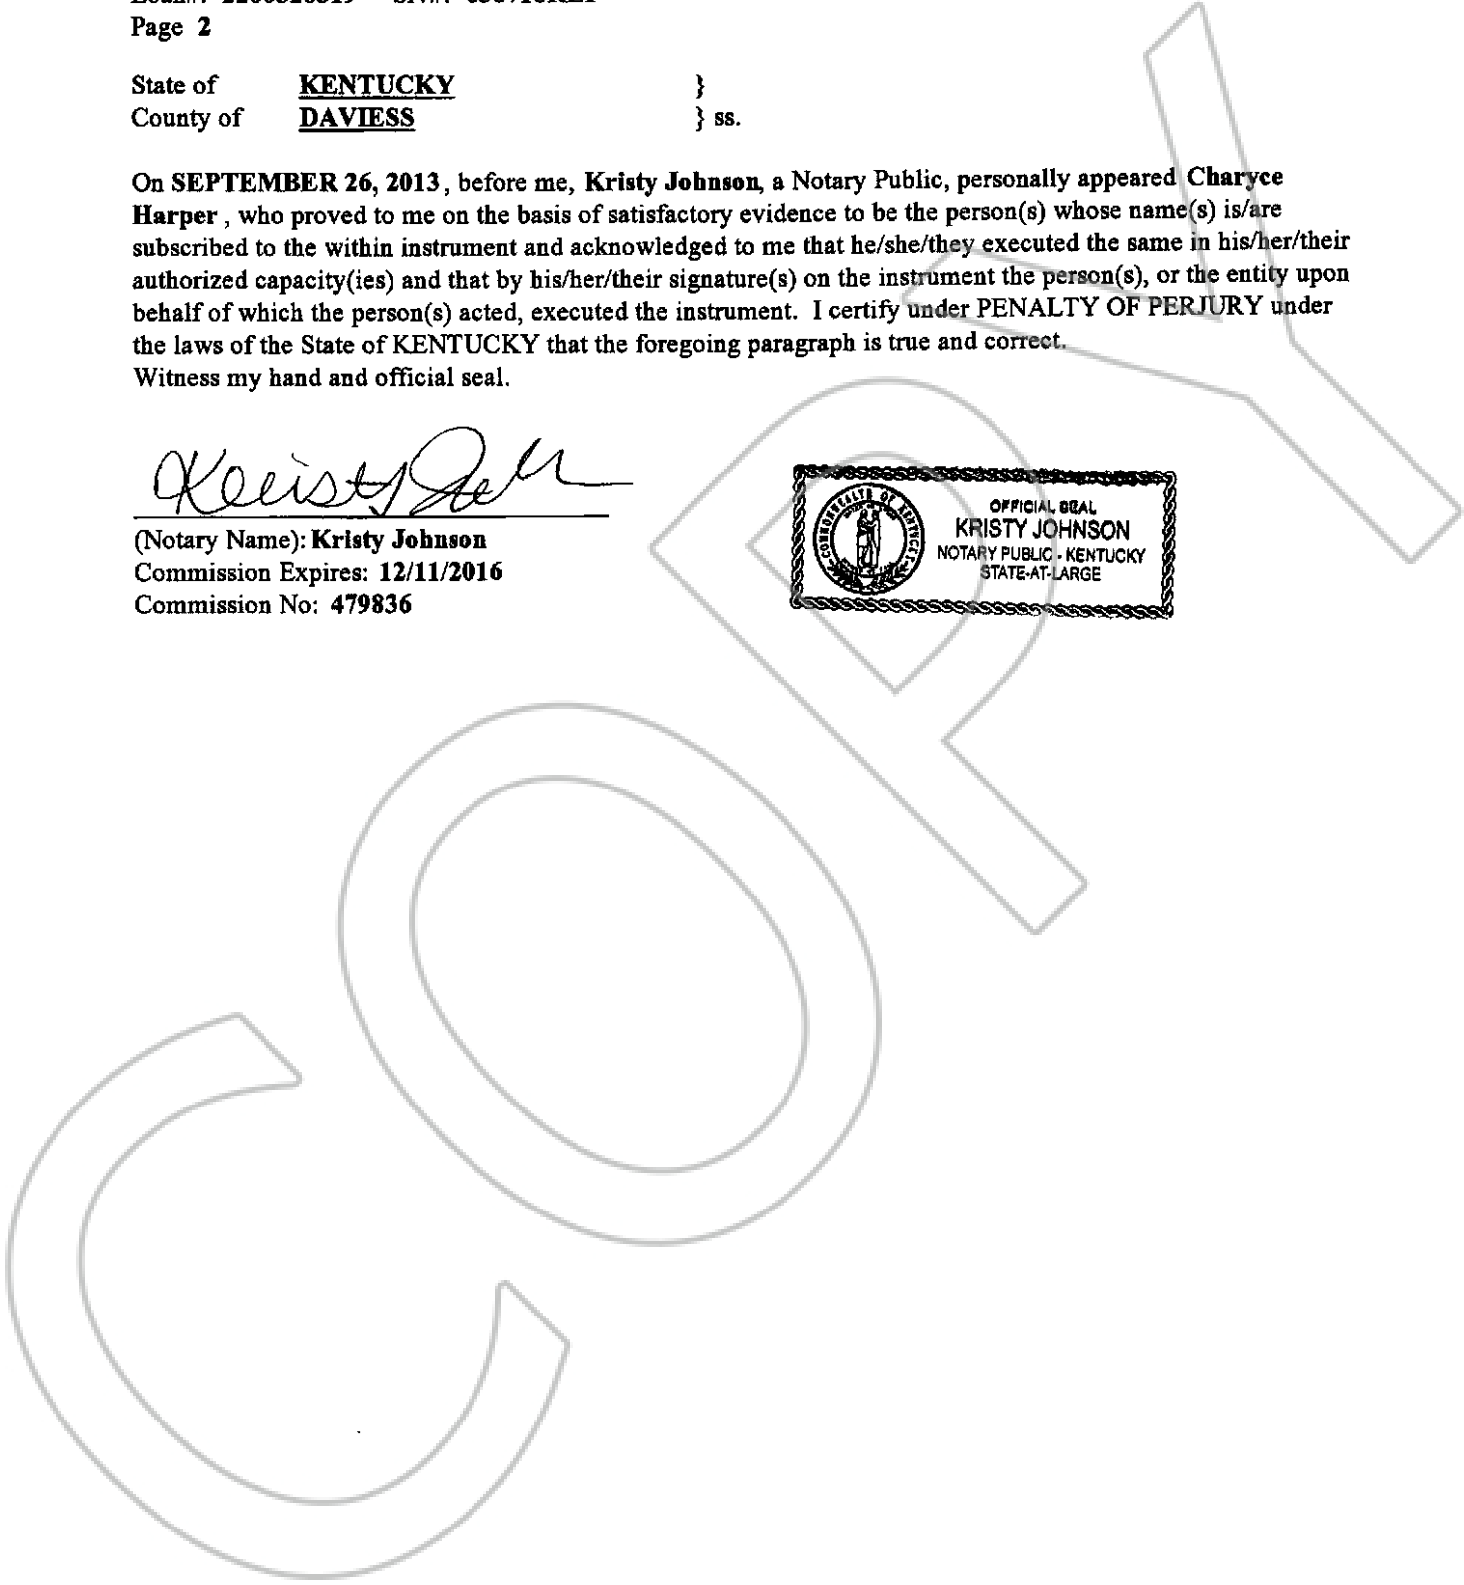 Page 2
State of KENTUCKY }
County of DAVIESS } ss.
On SEPTEMBER 26, 2013 , before me, Kristy Johnson, a Notary Public, personally appeared Charyce
Harper , who proved to me on the basis of satisfactory evidence to be the person(s) whose name(s) is/are
subscribed to the within instrument and acknowledged to me that he/she/they executed the same in his/her/their
authorized capacity(ies) and that by his/her/their signature(s) on the instrument the person(s), or the entity upon
behalf of which the person(s) acted, executed the instrument. I certify under PENALTY OF PERJURY under
the laws of the State of KENTUCKY that the foregoing paragraph is true and correct.
Witness my hand and official seal.
(Notary Name): Kristy Johnson
Commission Expires: 12/11/2016
Commission No: 479836
COMMONWEALTH OF KENTUCKY
OFFICIAL SEAL
KRISTY JOHNSON
NOTARY PUBLIC - KENTUCKY
STATE-AT-LARGE
COPY